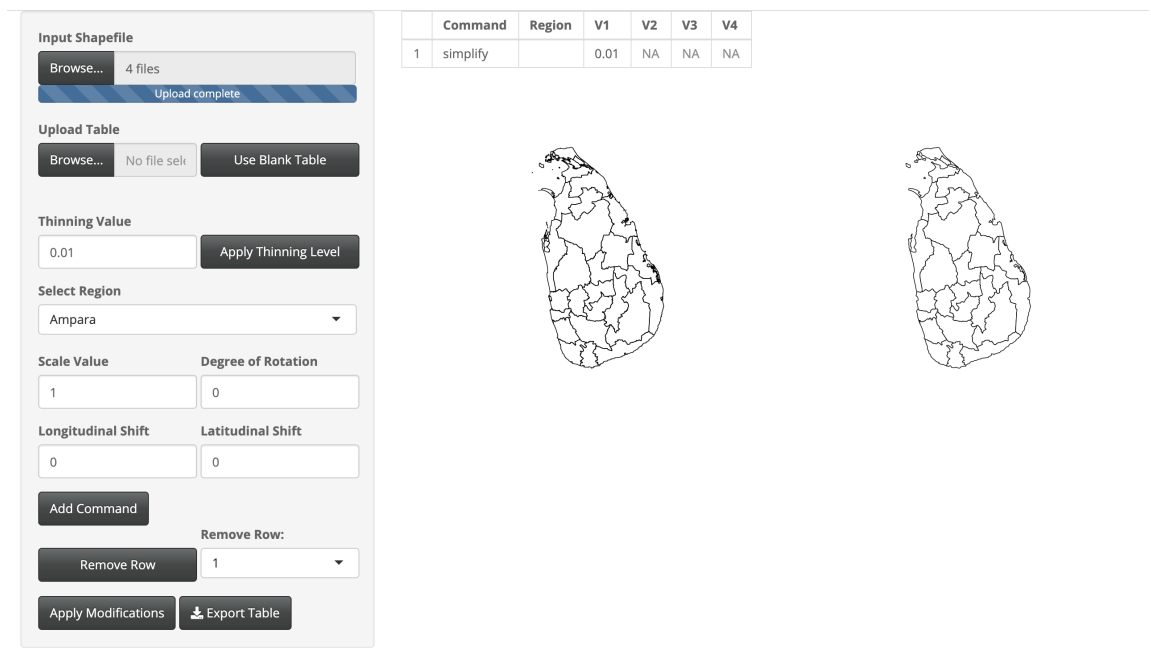 Input Shapefile
Browse... 4 files
Upload complete
Upload Table
Browse... No file sele Use Blank Table
Thinning Value
0.01 Apply Thinning Level
Select Region
Ampara
Scale Value Degree of Rotation
1 0
Longitudinal Shift Latitudinal Shift
0 0
Add Command
Remove Row:
Remove Row 1
Apply Modifications Export Table
Command Region V1 V2 V3 V4
1 simplify 0.01 NA NA NA